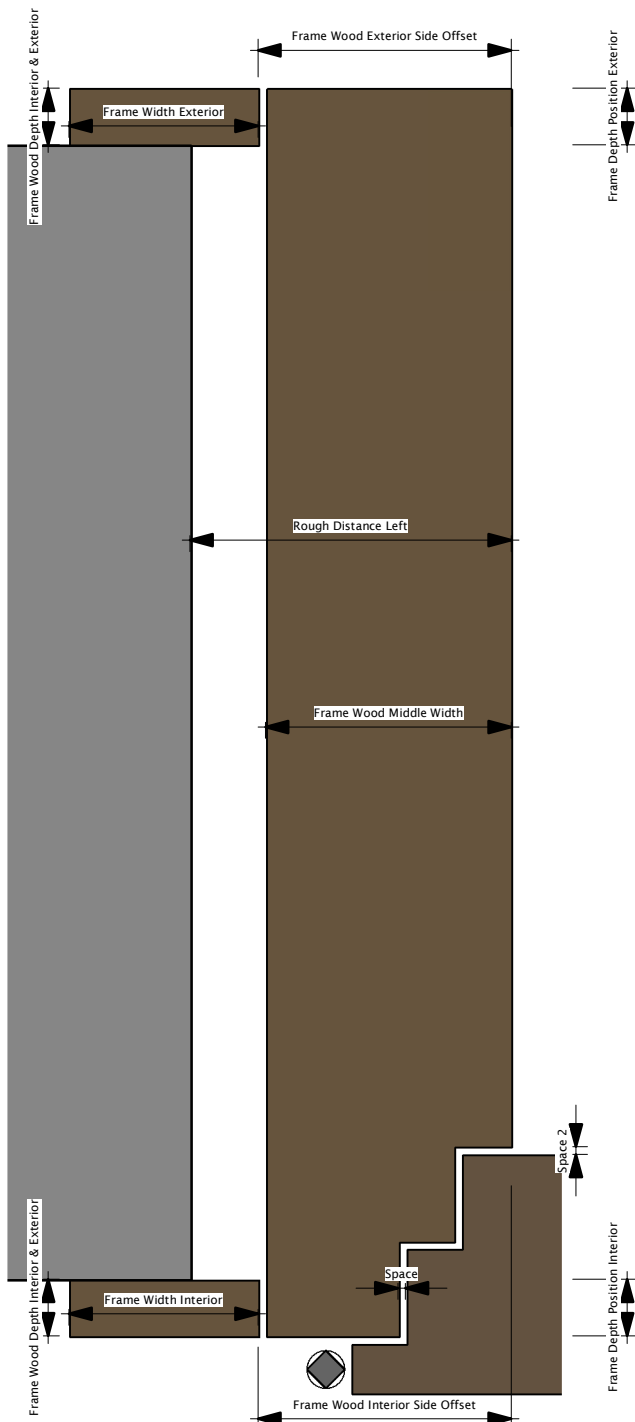 Frame Wood Exterior Side Offset
Frame Wood Depth Interior & Exterior
Frame Width Exterior
Frame Depth Position Exterior
Rough Distance Left
Frame Wood Middle Width
Space 2
Frame Wood Depth Interior & Exterior
Space
Frame Width Interior
Frame Depth Position Interior
Frame Wood Interior Side Offset